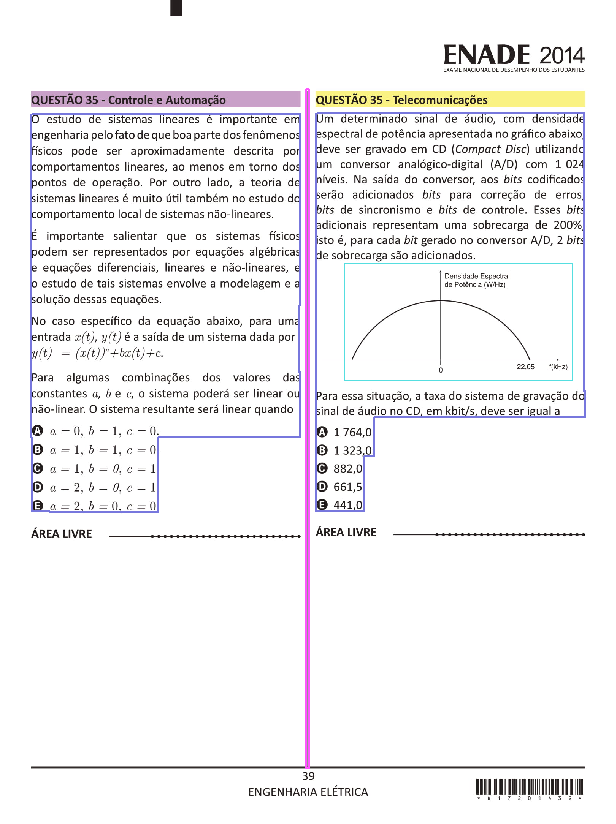 ENADE 2014
EXAME NACIONAL DE DESEMPENHO DOS ESTUDANTES
QUESTÃO 35 - Controle e Automação
O estudo de sistemas lineares é importante em
engenharia pelo fato de que boa parte dos fenômenos
físicos pode ser aproximadamente descrita por
comportamentos lineares, ao menos em torno dos
pontos de operação. Por outro lado, a teoria de
sistemas lineares é muito útil também no estudo do
comportamento local de sistemas não-lineares.
É importante salientar que os sistemas físicos
podem ser representados por equações algébricas
e equações diferenciais, lineares e não-lineares, e
o estudo de tais sistemas envolve a modelagem e a
solução dessas equações.
No caso específico da equação abaixo, para uma
entrada x(t), y(t) é a saída de um sistema dada por
y(t) = (x(t))ᵃ+bx(t)+c.
Para algumas combinações dos valores das
constantes a, b e c, o sistema poderá ser linear ou
não-linear. O sistema resultante será linear quando
A a = 0, b = 1, c = 0.
B a = 1, b = 1, c = 0
C a = 1, b = 0, c = 1
D a = 2, b = 0, c = 1
E a = 2, b = 0, c = 0
ÁREA LIVRE
QUESTÃO 35 - Telecomunicações
Um determinado sinal de áudio, com densidade
espectral de potência apresentada no gráfico abaixo,
deve ser gravado em CD (Compact Disc) utilizando
um conversor analógico-digital (A/D) com 1 024
níveis. Na saída do conversor, aos bits codificados
serão adicionados bits para correção de erros,
bits de sincronismo e bits de controle. Esses bits
adicionais representam uma sobrecarga de 200%,
isto é, para cada bit gerado no conversor A/D, 2 bits
de sobrecarga são adicionados.
Densidade Espectra
de Potência (W/Hz)
0
22,05
f(kHz)
Para essa situação, a taxa do sistema de gravação do
sinal de áudio no CD, em kbit/s, deve ser igual a
A 1 764,0
B 1 323,0
C 882,0
D 661,5
E 441,0
ÁREA LIVRE
39
ENGENHARIA ELÉTRICA